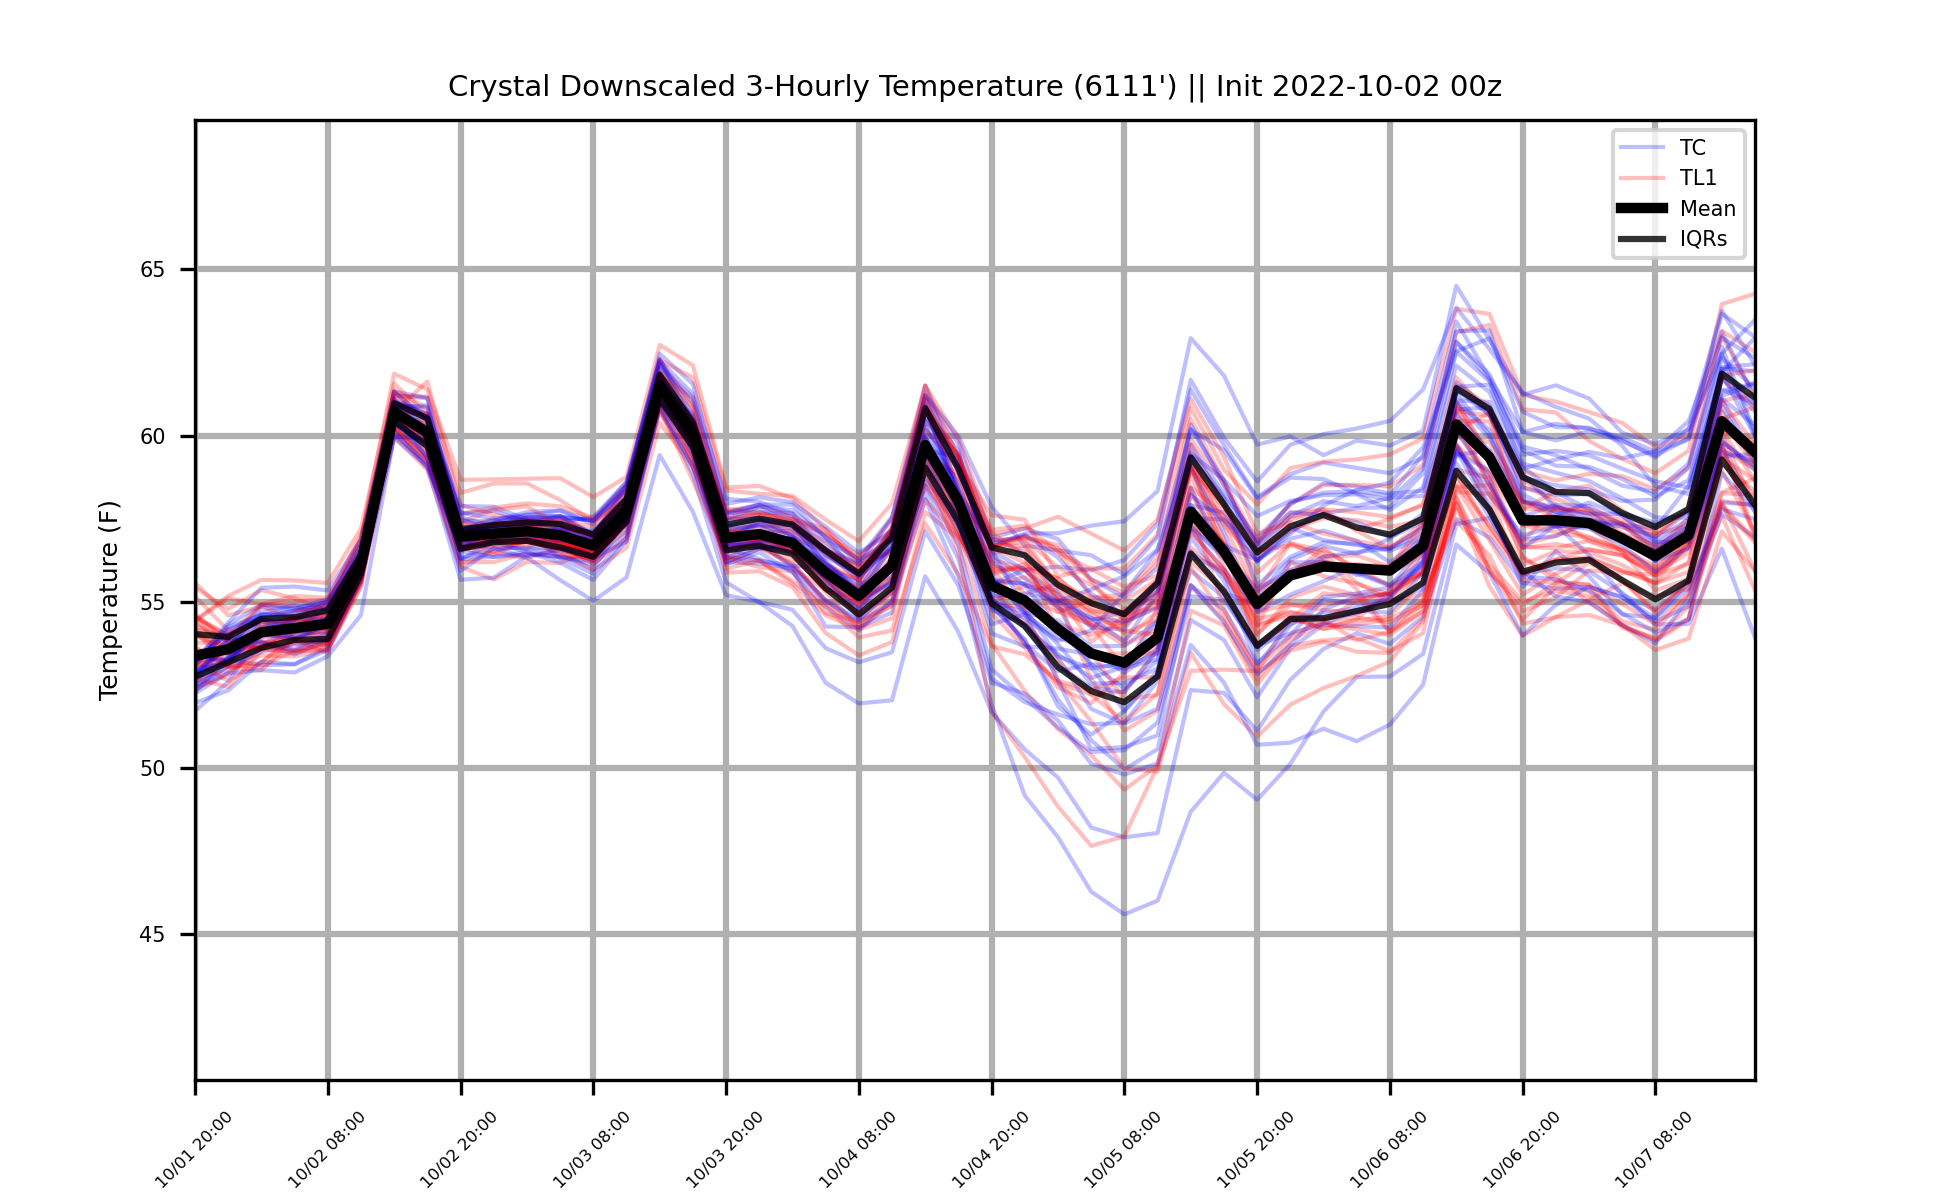 Crystal Downscaled 3-Hourly Temperature (6111') || Init 2022-10-02 00z
TC
TL1
Mean
IQRs
Temperature (F)
65
60
55
50
45
10/01 20:00
10/02 08:00
10/02 20:00
10/03 08:00
10/03 20:00
10/04 08:00
10/04 20:00
10/05 08:00
10/05 20:00
10/06 08:00
10/06 20:00
10/07 08:00